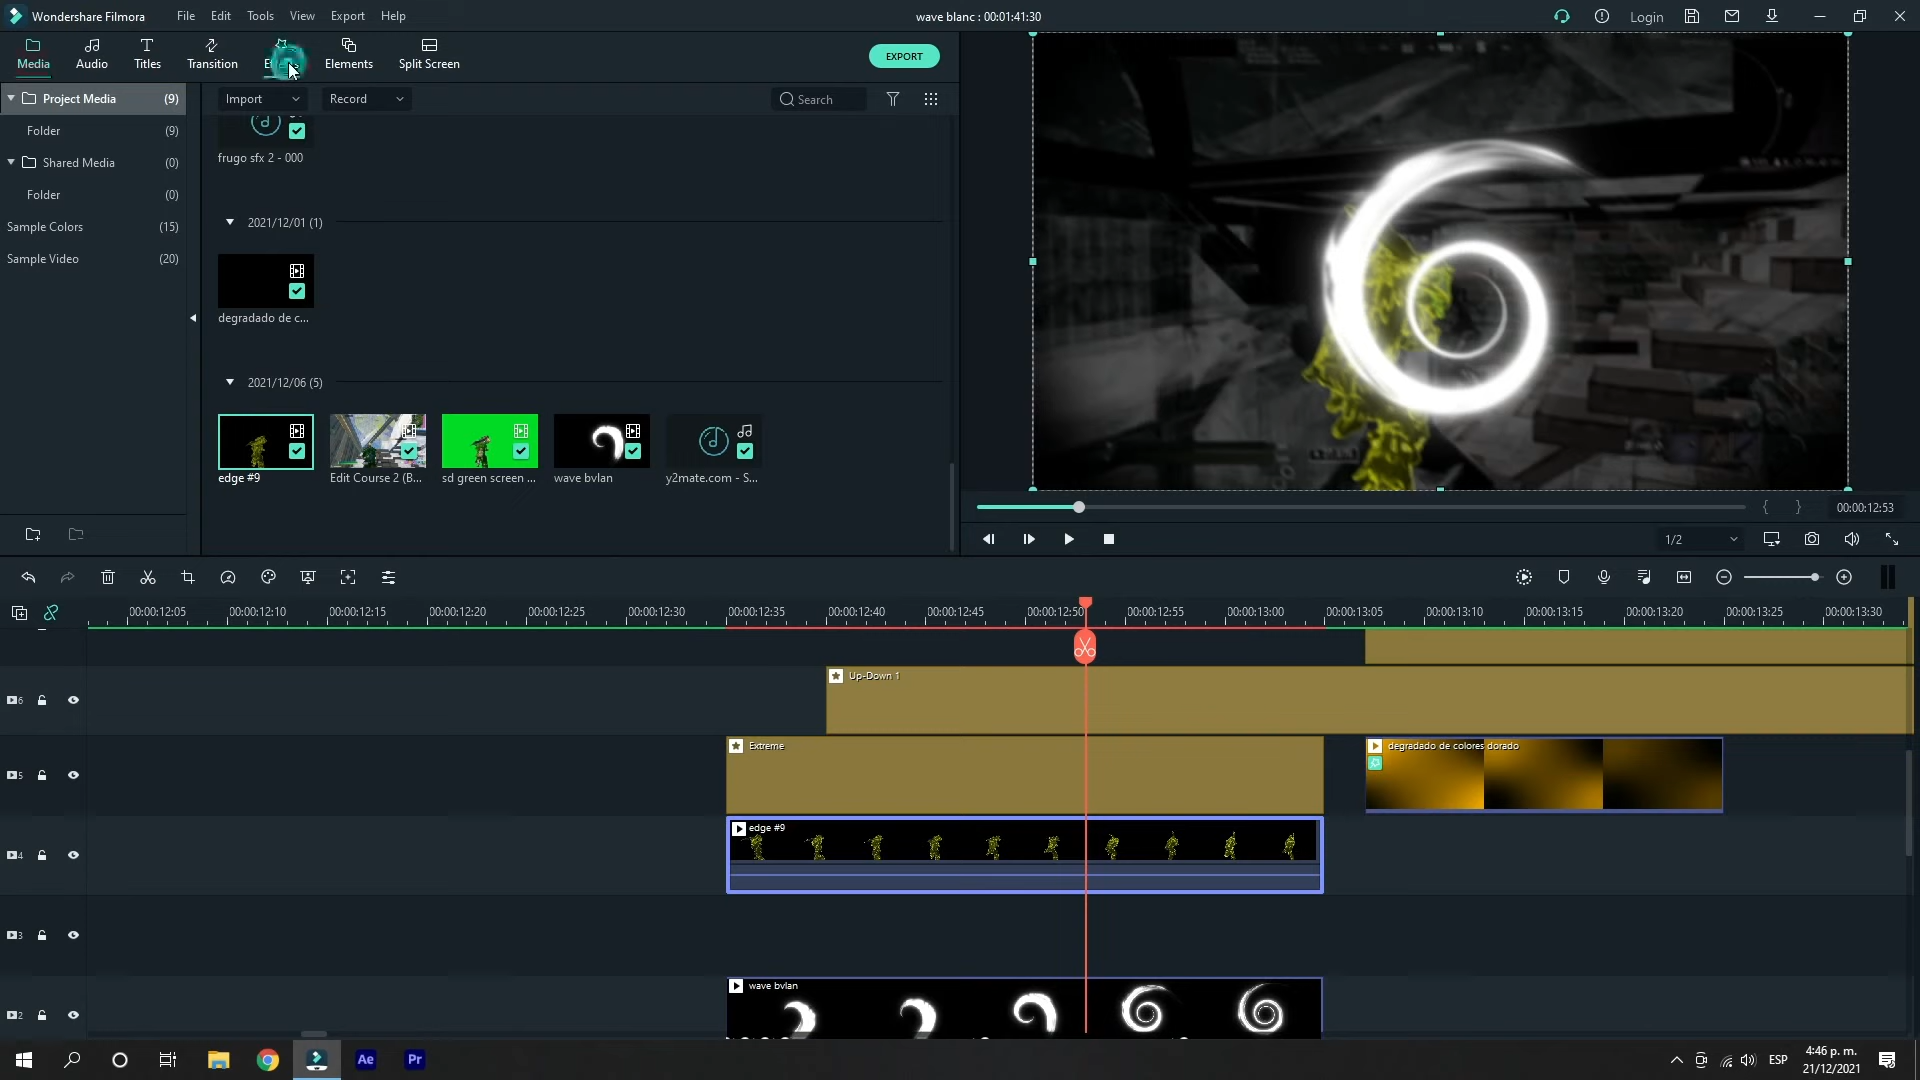 Wondershare Filmora
File Edit Tools View Export Help
wave blanc : 00:01:41:30
Login
Media Audio Titles Transition Elements Split Screen
EXPORT
Project Media (9)
Import Record Search
Folder (9)
Shared Media (0)
Folder (0)
Sample Colors (15)
Sample Video (20)
frugo sfx 2 - 000
2021/12/01 (1)
degradado de c...
2021/12/06 (5)
edge #9
Edit Course 2 (B...
sd green screen ...
wave bvlan
y2mate.com - S...
00:00:12:53
1/2
00:00:12:05 00:00:12:10 00:00:12:15 00:00:12:20 00:00:12:25 00:00:12:30 00:00:12:35 00:00:12:40 00:00:12:45 00:00:12:50 00:00:12:55 00:00:13:00 00:00:13:05 00:00:13:10 00:00:13:15 00:00:13:20 00:00:13:25 00:00:13:30
6
Up-Down 1
5
Extreme
degradado de colores dorado
4
edge #9
3
2
wave bvlan
Ae Pr
ESP
4:46 p. m.
21/12/2021